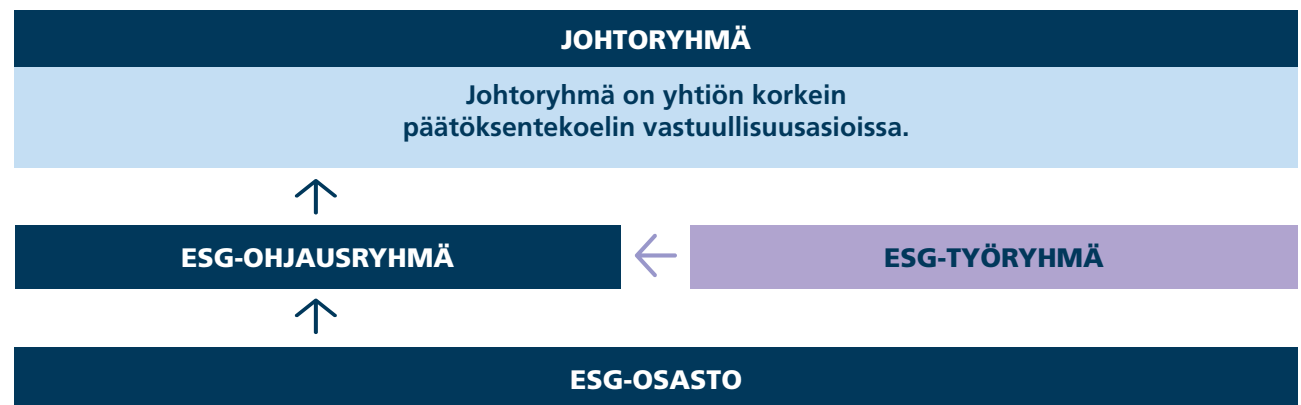 JOHTORYHMÄ
Johtoryhmä on yhtiön korkein
päätöksentekoelin vastuullisuusasioissa.
ESG-OHJAUSRYHMÄ
ESG-TYÖRYHMÄ
ESG-OSASTO